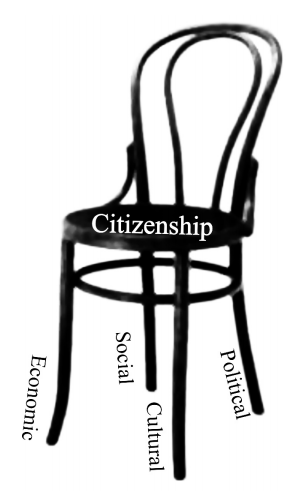 Citizenship
Economic
Social
Cultural
Political